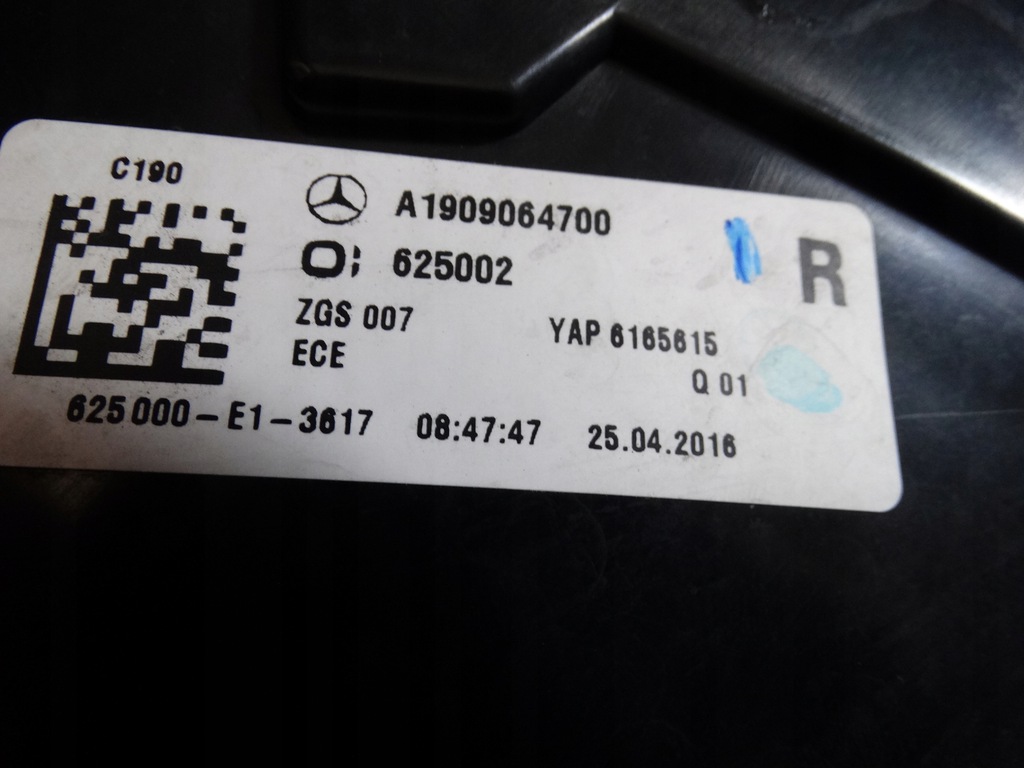 C190
A1909064700
O; 625002
R
ZGS 007
YAP 6165615
ECE
Q 01
625000-E1-3617 08:47:47 25.04.2016